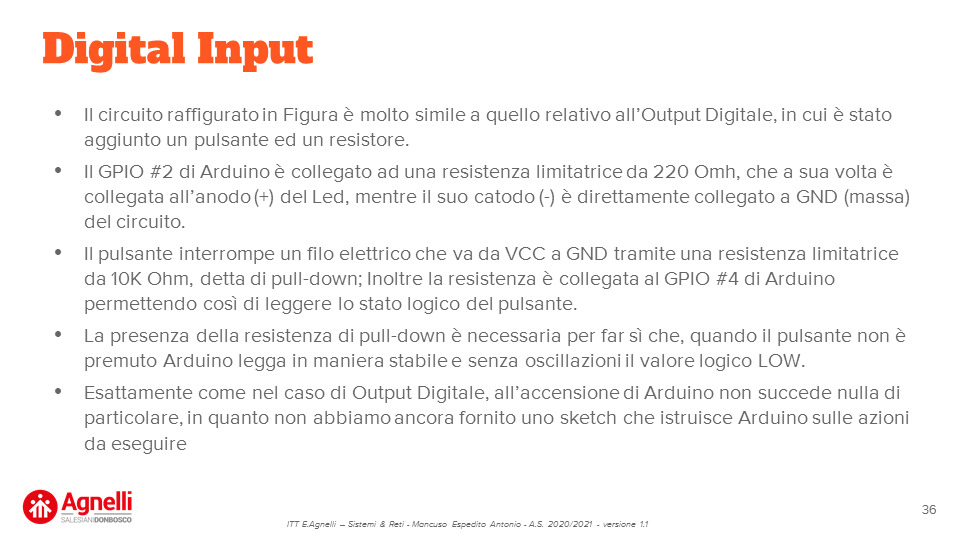 Digital Input
• Il circuito raffigurato in Figura è molto simile a quello relativo all'Output Digitale, in cui è stato
aggiunto un pulsante ed un resistore.
• Il GPIO #2 di Arduino è collegato ad una resistenza limitatrice da 220 Omh, che a sua volta è
collegata all'anodo (+) del Led, mentre il suo catodo (-) è direttamente collegato a GND (massa)
del circuito.
• Il pulsante interrompe un filo elettrico che va da VCC a GND tramite una resistenza limitatrice
da 10K Ohm, detta di pull-down; Inoltre la resistenza è collegata al GPIO #4 di Arduino
permettendo così di leggere lo stato logico del pulsante.
• La presenza della resistenza di pull-down è necessaria per far sì che, quando il pulsante non è
premuto Arduino legga in maniera stabile e senza oscillazioni il valore logico LOW.
• Esattamente come nel caso di Output Digitale, all'accensione di Arduino non succede nulla di
particolare, in quanto non abbiamo ancora fornito uno sketch che istruisce Arduino sulle azioni
da eseguire
Agnelli
SALESIANI DONBOSCO
ITT E.Agnelli – Sistemi & Reti - Mancuso Espedito Antonio - A.S. 2020/2021 - versione 1.1
36